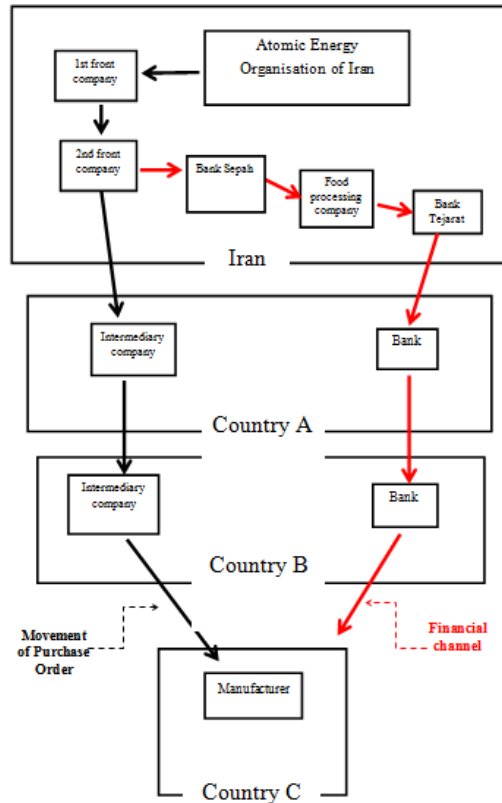 Atomic Energy
Organisation of Iran
1st front
company
2nd front
company
Bank Sepah
Food
processing
company
Bank
Tejarat
Iran
Intermediary
company
Bank
Country A
Intermediary
company
Bank
Country B
Movement
of Purchase
Order
Financial
channel
Manufacturer
Country C